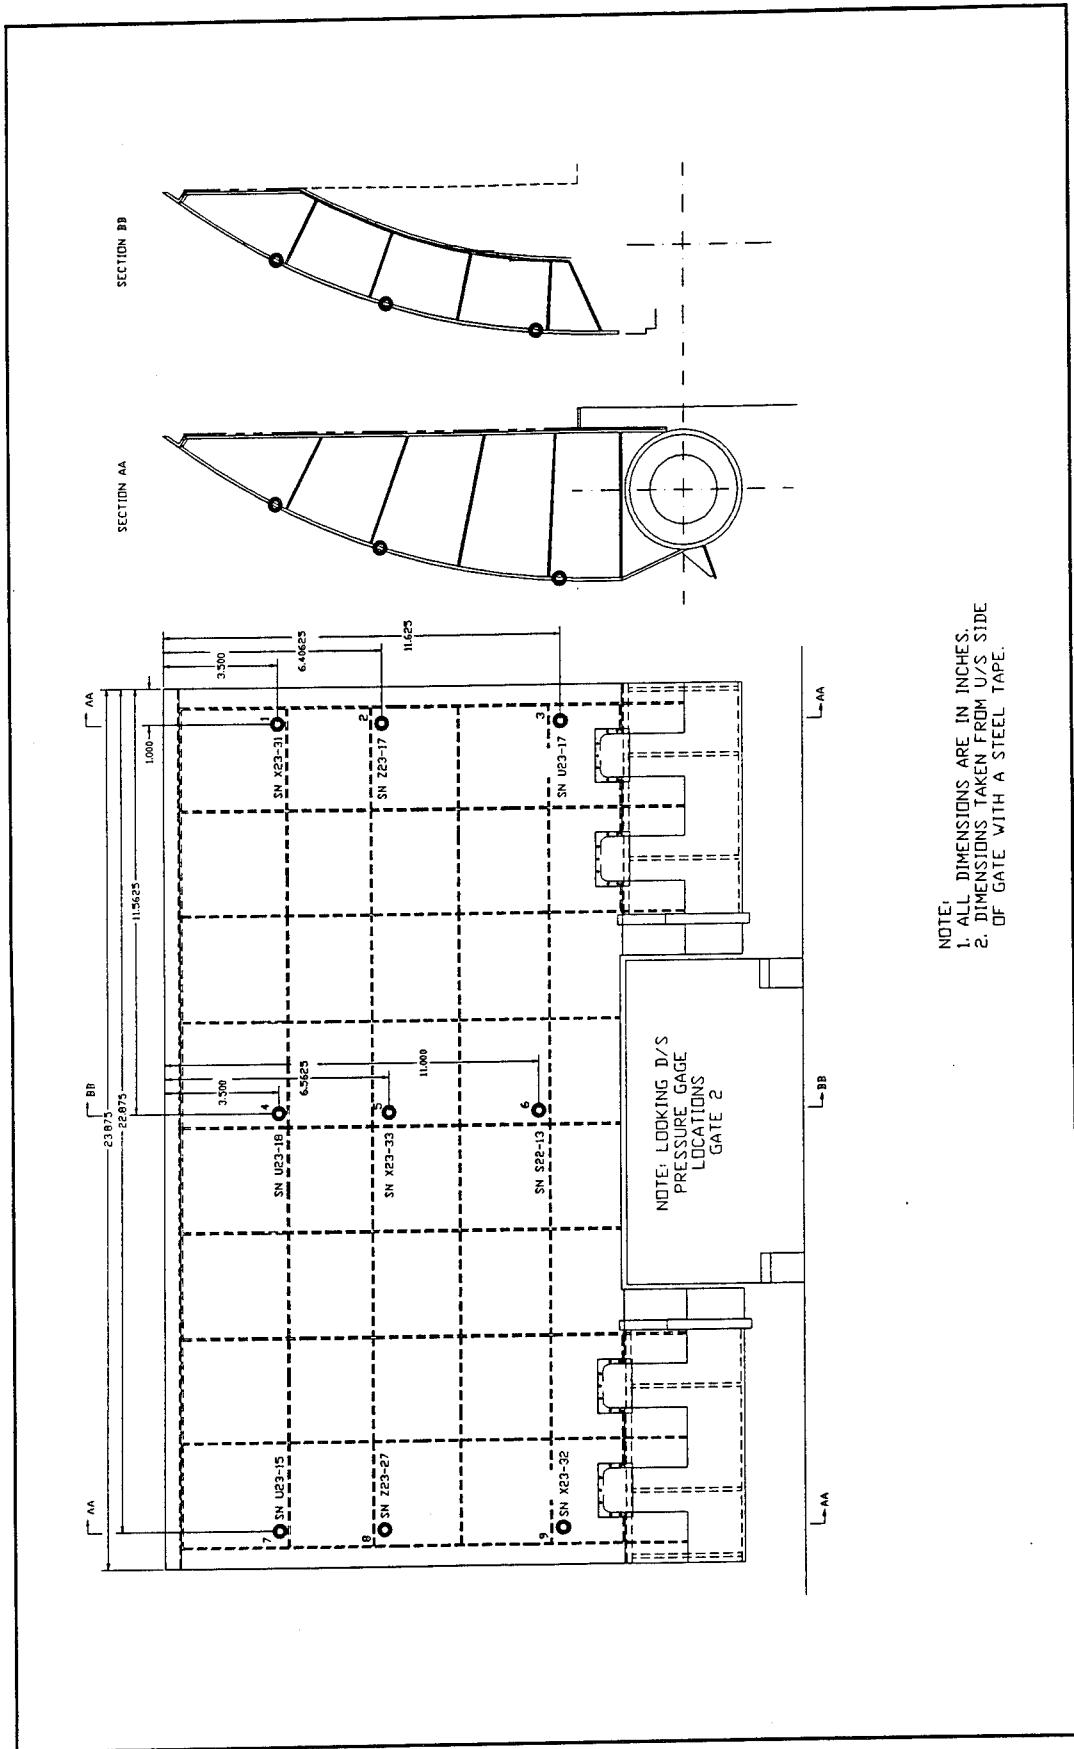 SECTION BB
SECTION AA
AA
1.000
3.500
6.40625
11.625
23.875
22.875
11.5625
1
SN X23-31
2
SN Z23-17
3
SN U23-17
AA
BB
3.500
6.5625
11.000
4
SN U23-18
5
SN X23-33
6
SN S22-13
BB
NOTE: LOOKING D/S
PRESSURE GAGE
LOCATIONS
GATE 2
AA
7
SN U23-15
8
SN Z23-27
9
SN X23-32
AA
NOTE:
1. ALL DIMENSIONS ARE IN INCHES.
2. DIMENSIONS TAKEN FROM U/S SIDE
OF GATE WITH A STEEL TAPE.